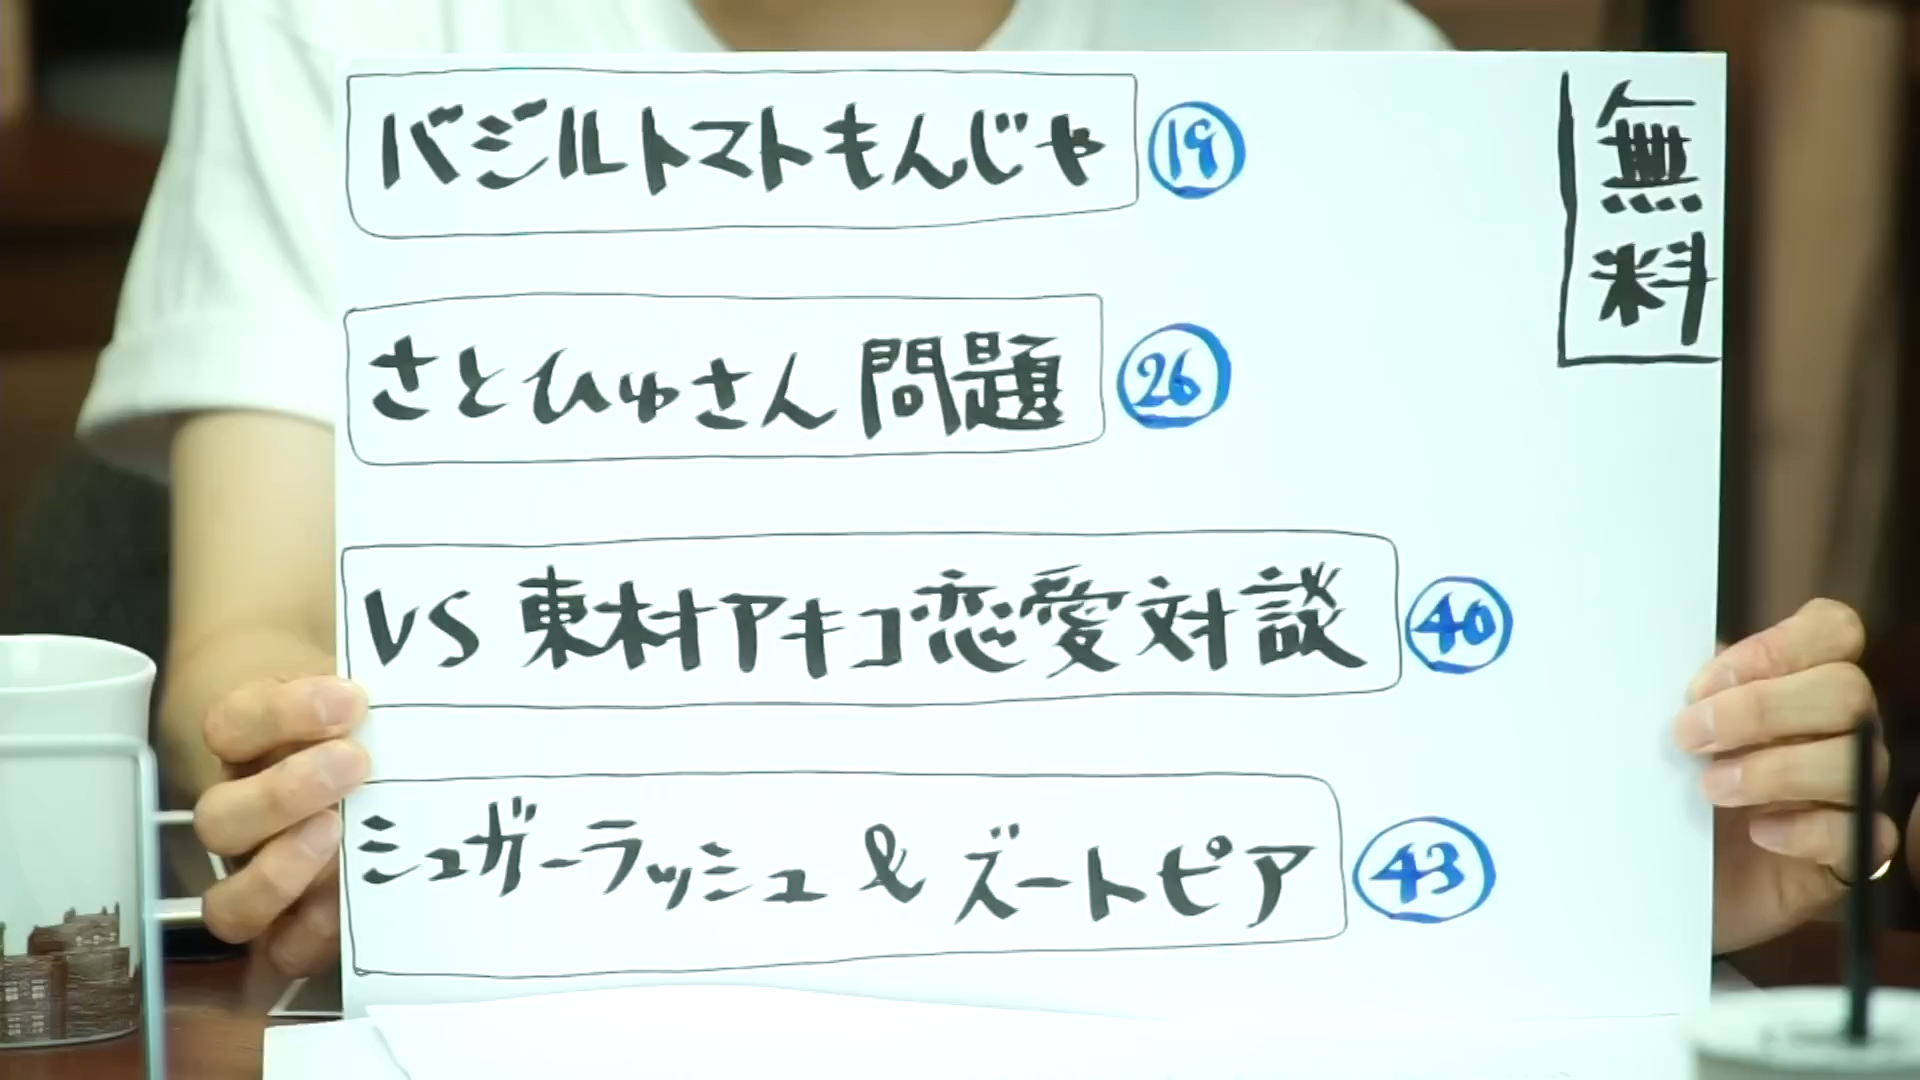 無料
バジルトマトもんじゃ 19
さとひゅさん問題 26
VS 東村アキコ恋愛対談 40
シュガーラッシュ & ズートピア 43